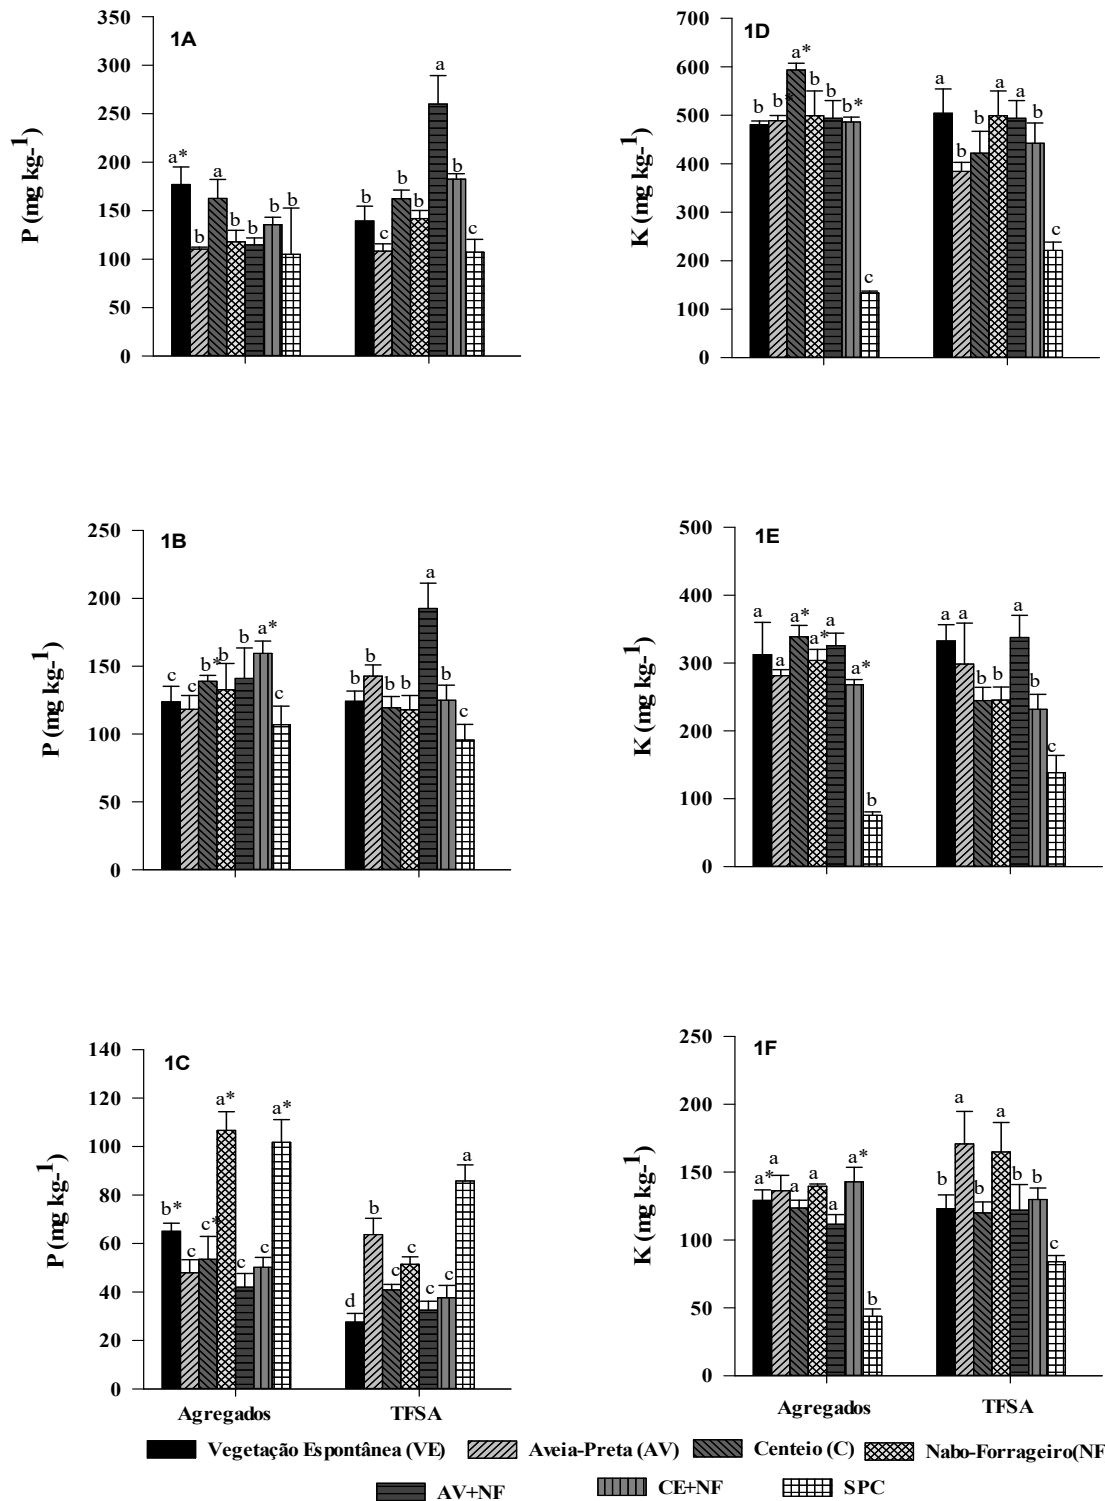 1A
P (mg kg-1)
350
300
250
200
150
100
50
0
a* b a b b b b
b c b b a b c
1D
K (mg kg-1)
700
600
500
400
300
200
100
0
b b* a* b b b* c
a b b a a b c
1B
P (mg kg-1)
250
200
150
100
50
0
c c b* b b a* c
b b b b a b c
1E
K (mg kg-1)
500
400
300
200
100
0
a a a* a* a a* b
a a b b a b c
1C
P (mg kg-1)
140
120
100
80
60
40
20
0
b* c c* a* c c a*
d b c c c c a
Agregados TFSA
1F
K (mg kg-1)
250
200
150
100
50
0
a* a a a a a* b
b a b a b b c
Agregados TFSA
Vegetação Espontânea (VE) Aveia-Preta (AV) Centeio (C) Nabo-Forrageiro(NF
AV+NF CE+NF SPC